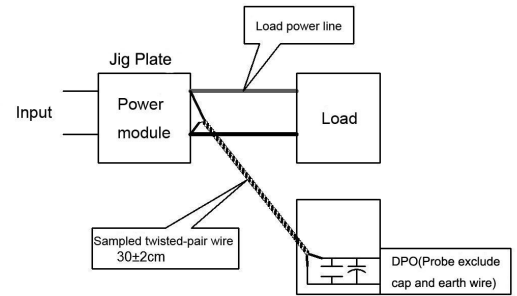 Load power line
Jig Plate
Input
Power
module
Load
Sampled twisted-pair wire
30±2cm
DPO(Probe exclude
cap and earth wire)